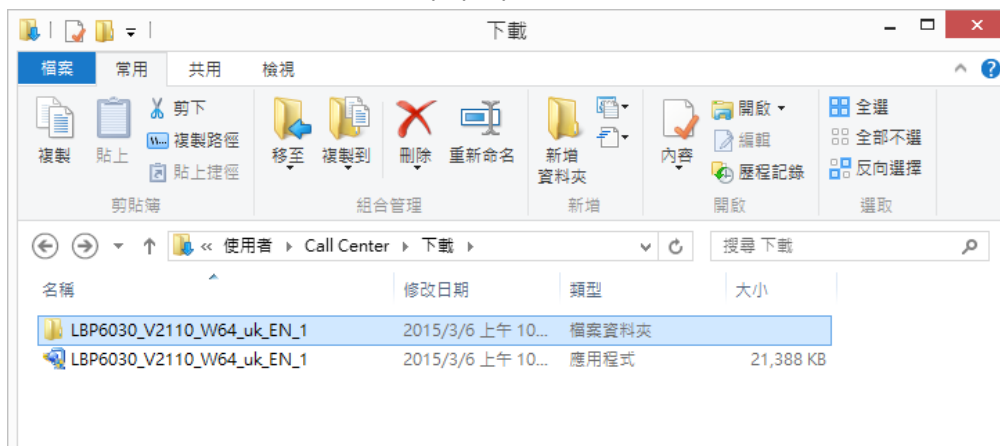 下載
檔案 常用 共用 檢視
複製 貼上 剪下 複製路徑 貼上捷徑
移至 複製到 刪除 重新命名
新增資料夾
內容 開啟 編輯 歷程記錄
全選 全部不選 反向選擇
剪貼簿 組合管理 新增 開啟 選取
« 使用者 Call Center 下載 搜尋 下載
名稱 修改日期 類型 大小
LBP6030_V2110_W64_uk_EN_1 2015/3/6 上午 10... 檔案資料夾
LBP6030_V2110_W64_uk_EN_1 2015/3/6 上午 10... 應用程式 21,388 KB